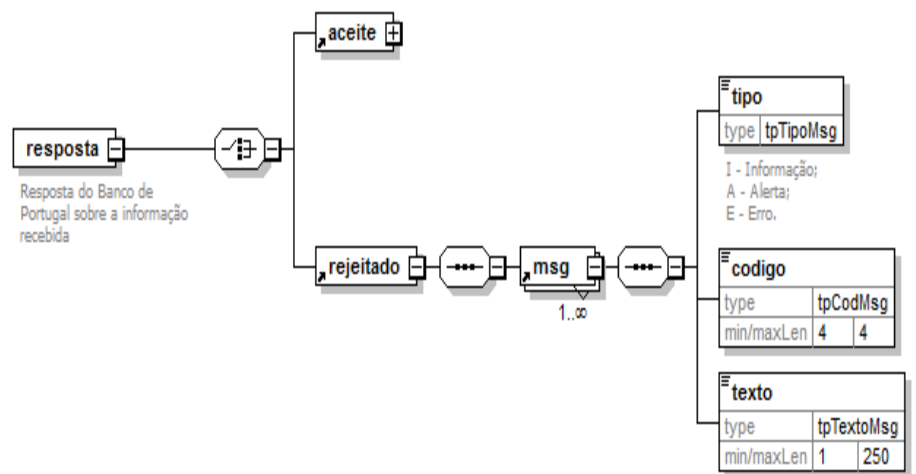 aceite
resposta
Resposta do Banco de
Portugal sobre a informação
recebida
rejeitado
msg
1..∞
tipo
type tpTipoMsg
I - Informação;
A - Alerta;
E - Erro.
codigo
type tpCodMsg
min/maxLen 4 4
texto
type tpTextoMsg
min/maxLen 1 250